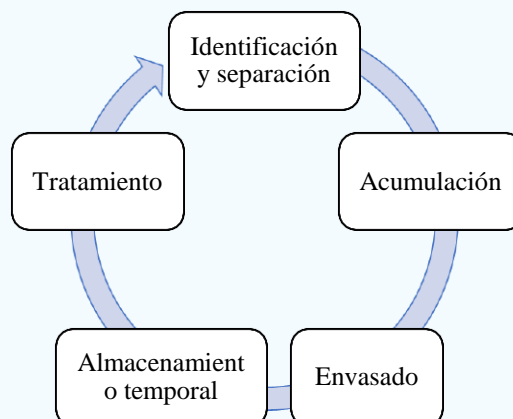 Identificación
y separación
Acumulación
Envasado
Almacenamient
o temporal
Tratamiento